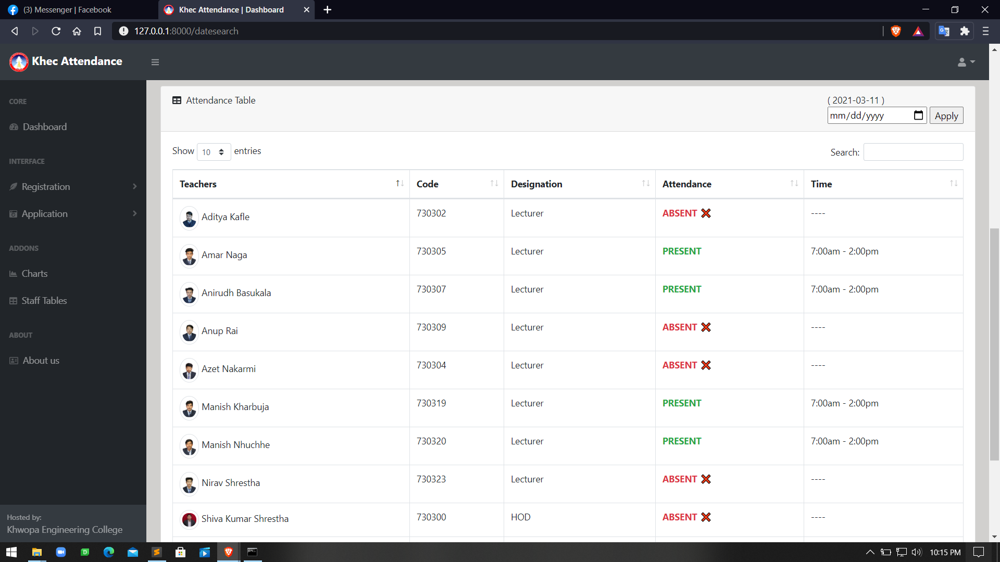 (3) Messenger | Facebook
Khec Attendance | Dashboard
127.0.0.1:8000/datesearch
Khec Attendance
CORE
Dashboard
INTERFACE
Registration
Application
ADDONS
Charts
Staff Tables
ABOUT
About us
Hosted by:
Khwopa Engineering College
Attendance Table
( 2021-03-11 )
mm/dd/yyyy Apply
Show 10 entries Search:
Teachers Code Designation Attendance Time
Aditya Kafle 730302 Lecturer ABSENT ❌ ----
Amar Naga 730305 Lecturer PRESENT 7:00am - 2:00pm
Anirudh Basukala 730307 Lecturer PRESENT 7:00am - 2:00pm
Anup Rai 730309 Lecturer ABSENT ❌ ----
Azet Nakarmi 730304 Lecturer ABSENT ❌ ----
Manish Kharbuja 730319 Lecturer PRESENT 7:00am - 2:00pm
Manish Nhuchhe 730320 Lecturer PRESENT 7:00am - 2:00pm
Nirav Shrestha 730323 Lecturer ABSENT ❌ ----
Shiva Kumar Shrestha 730300 HOD ABSENT ❌ ----
10:15 PM